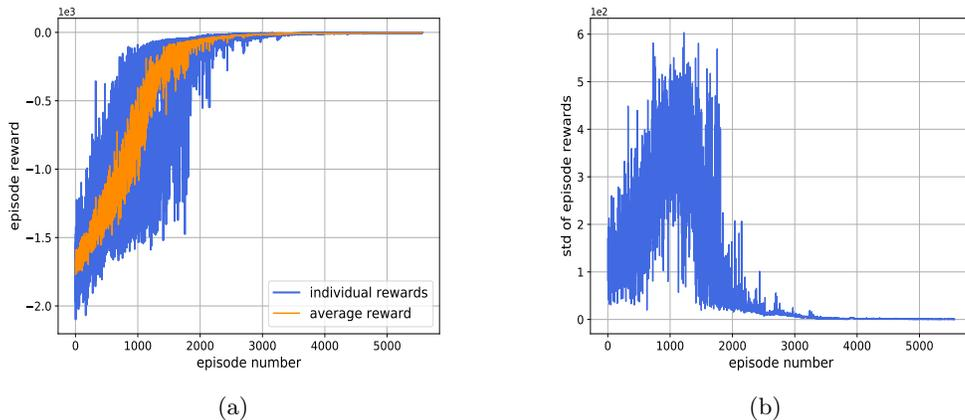 1e3
0.0
−0.5
−1.0
−1.5
−2.0
episode reward
0 1000 2000 3000 4000 5000
episode number
individual rewards
average reward
(a)
1e2
6
5
4
3
2
1
0
std of episode rewards
0 1000 2000 3000 4000 5000
episode number
(b)